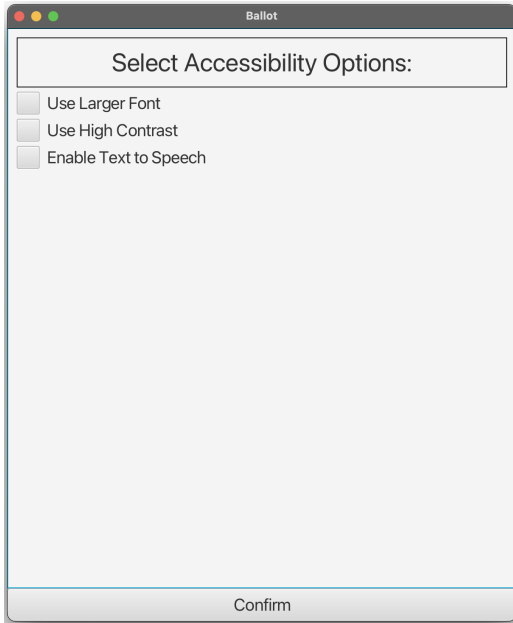 Ballot
Select Accessibility Options:
Use Larger Font
Use High Contrast
Enable Text to Speech
Confirm